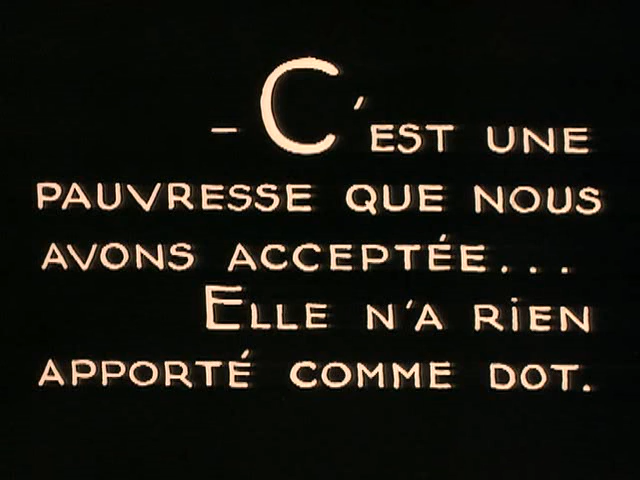 – C'EST UNE
PAUVRESSE QUE NOUS
AVONS ACCEPTÉE...
ELLE N'A RiEN
APPORTÉ COMME DOT.